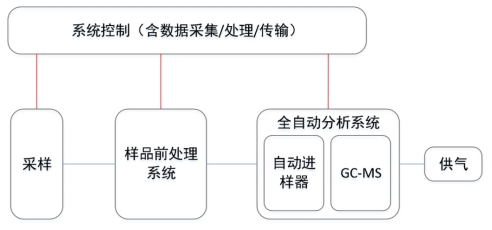 系统控制（含数据采集/处理/传输）
采样
样品前处理
系统
全自动分析系统
自动进
样器
GC-MS
供气